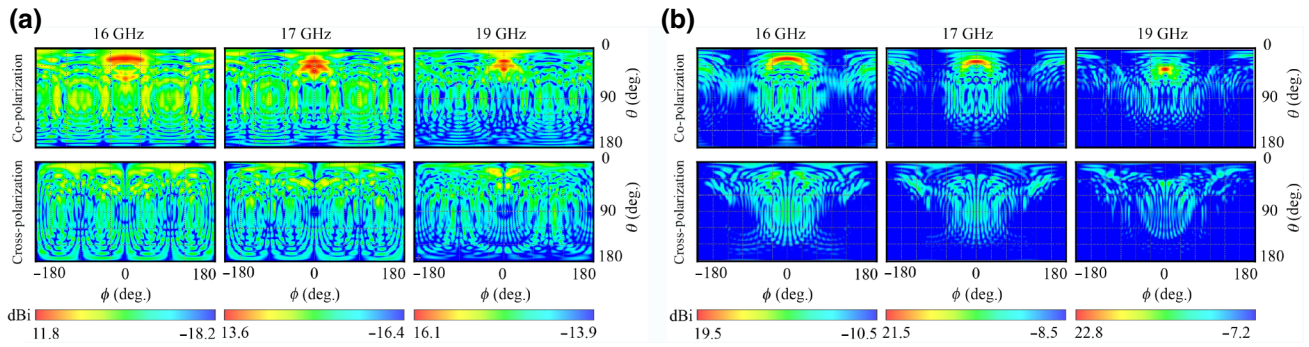 (a)
16 GHz 17 GHz 19 GHz
Co-polarization
0
90
180
θ (deg.)
Cross-polarization
0
90
180
θ (deg.)
−180 0 180 −180 0 180 −180 0 180
ϕ (deg.) ϕ (deg.) ϕ (deg.)
dBi
11.8 −18.2 13.6 −16.4 16.1 −13.9
(b)
16 GHz 17 GHz 19 GHz
Co-polarization
0
90
180
θ (deg.)
Cross-polarization
0
90
180
θ (deg.)
−180 0 180 −180 0 180 −180 0 180
ϕ (deg.) ϕ (deg.) ϕ (deg.)
dBi
19.5 −10.5 21.5 −8.5 22.8 −7.2